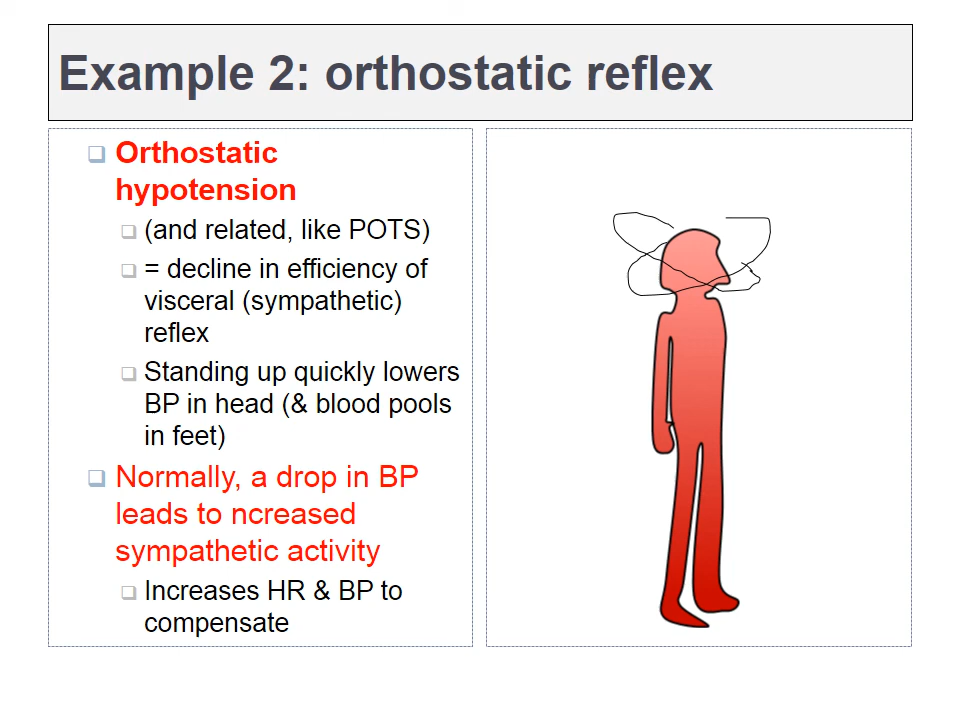 Example 2: orthostatic reflex
Orthostatic
hypotension
(and related, like POTS)
= decline in efficiency of
visceral (sympathetic)
reflex
Standing up quickly lowers
BP in head (& blood pools
in feet)
Normally, a drop in BP
leads to ncreased
sympathetic activity
Increases HR & BP to
compensate